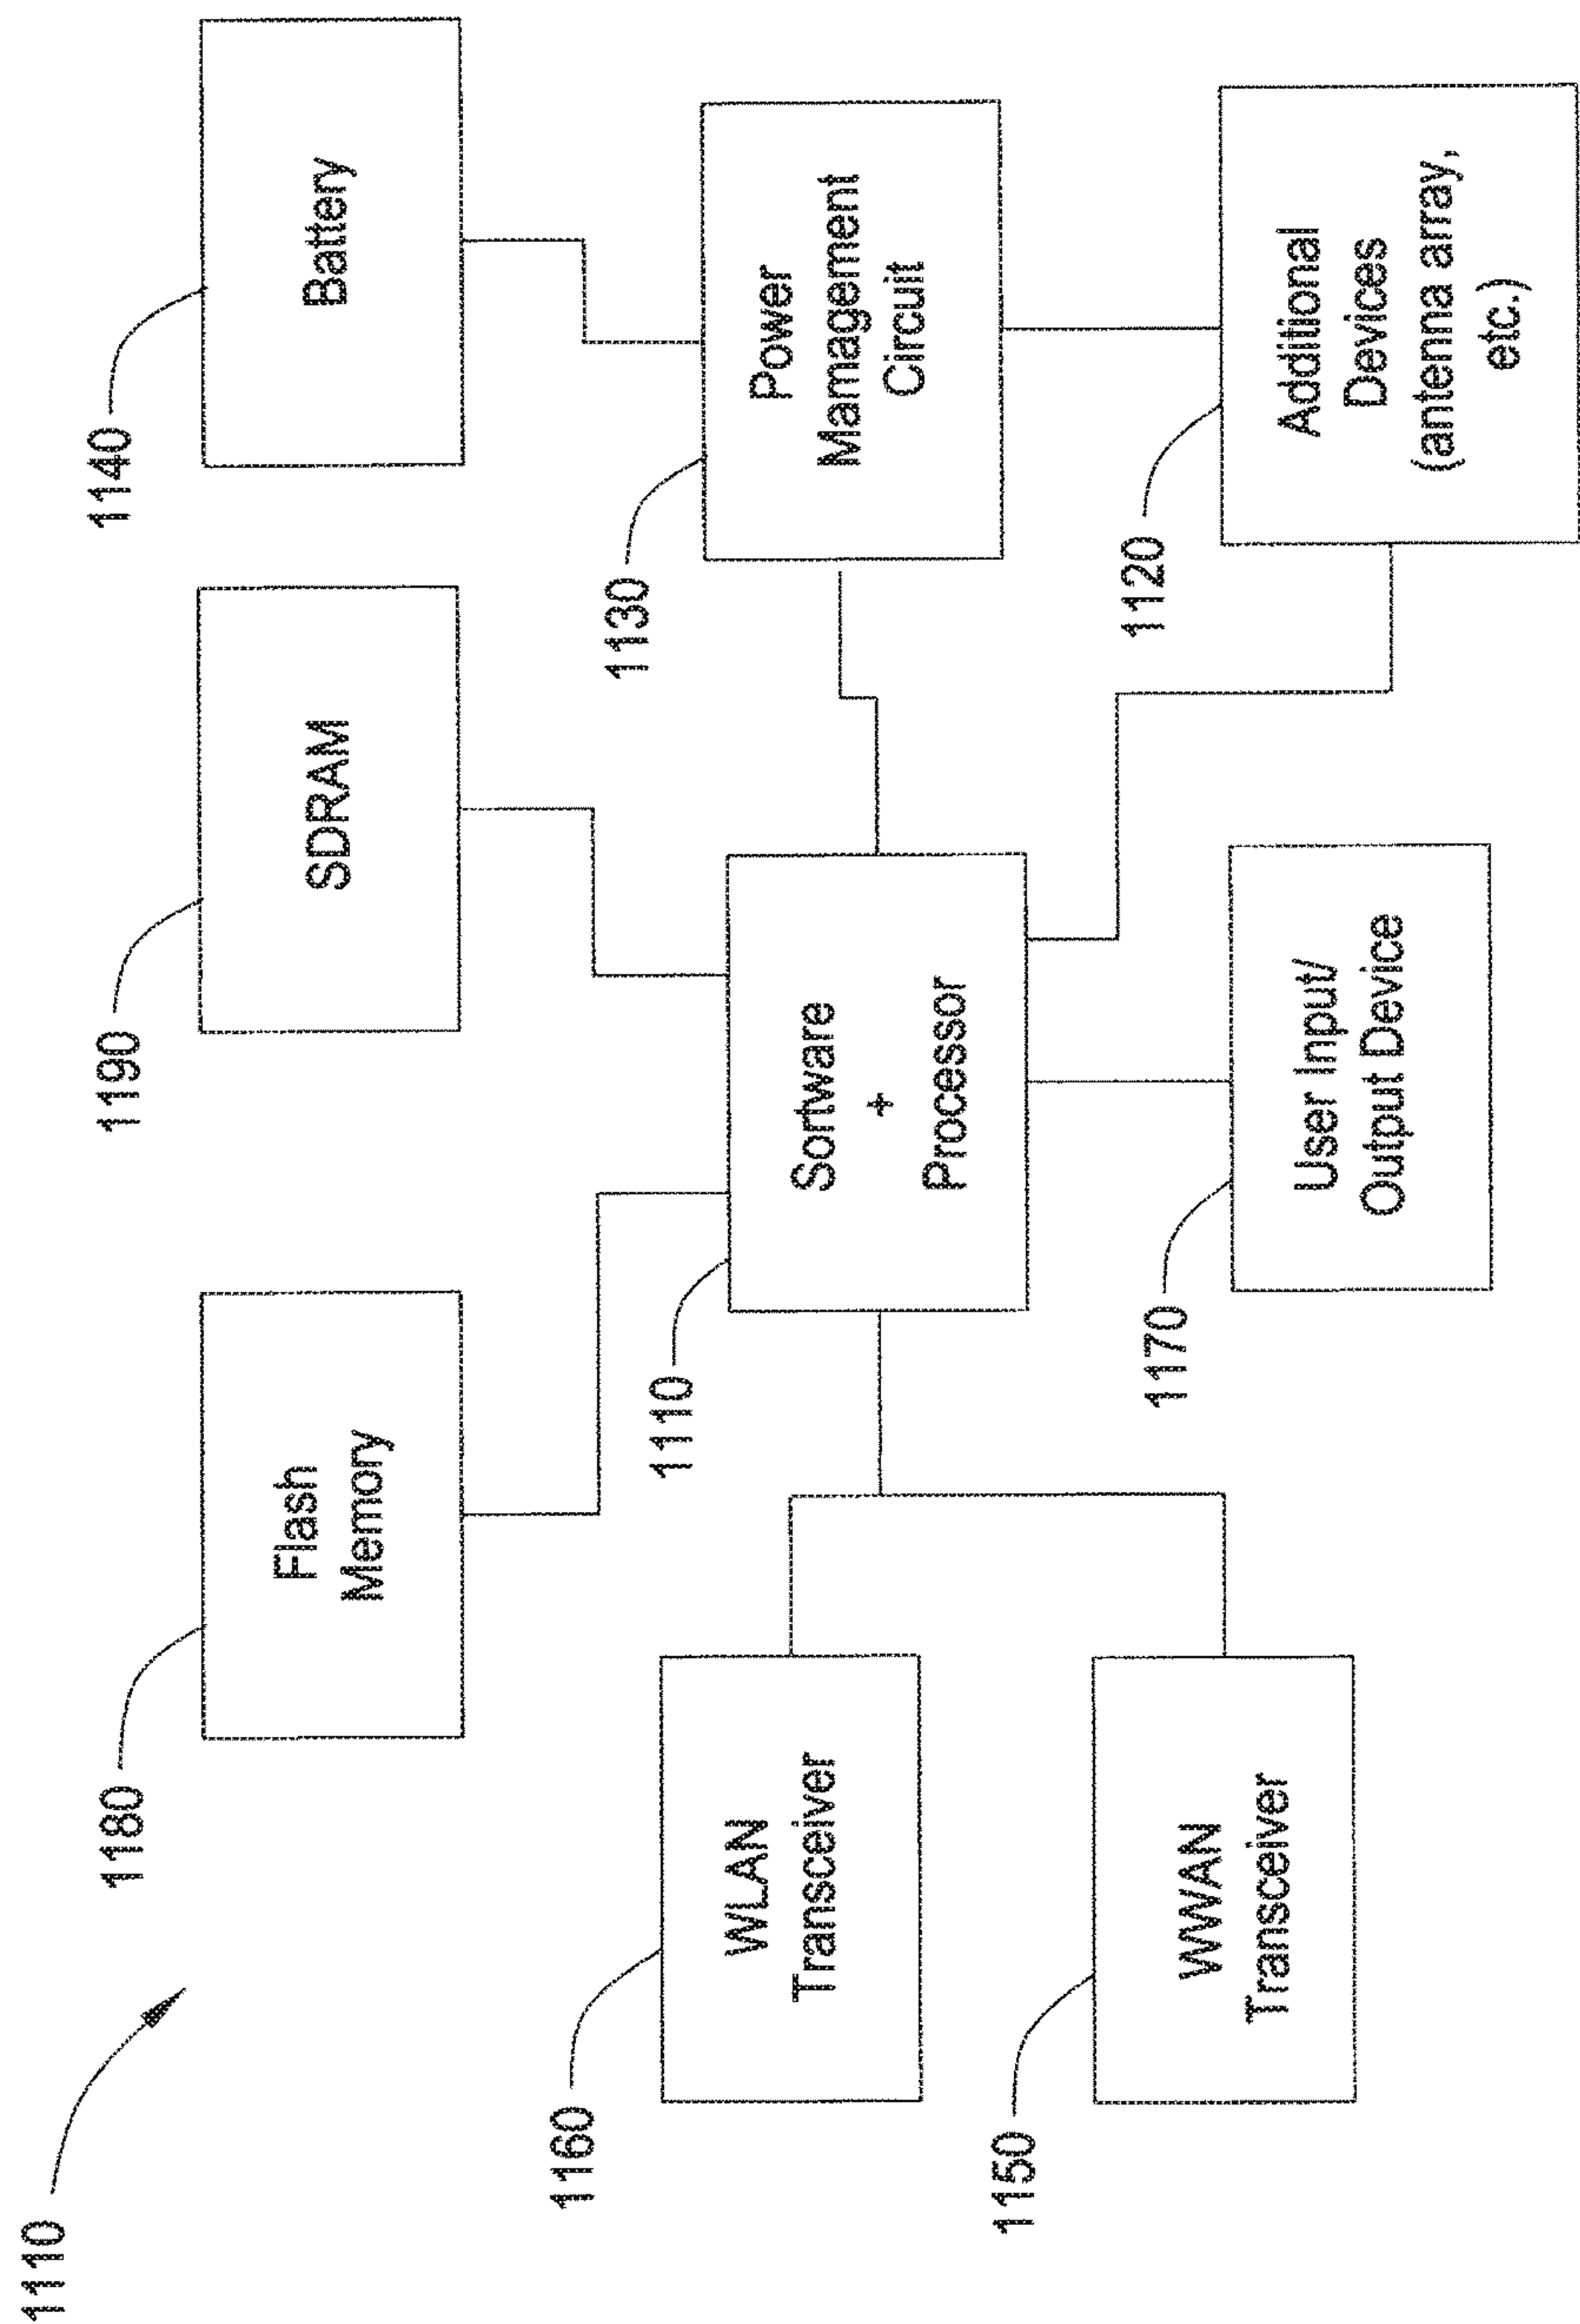 1110
1180
Flash
Memory
1190
SDRAM
1140
Battery
1160
WLAN
Transceiver
1110
Sortware
+
Processor
1130
Power
Mamagement
Circuit
1150
WWAN
Transceiver
1170
User Input/
Output Device
1120
Additional
Devices
(antenna array,
etc.)